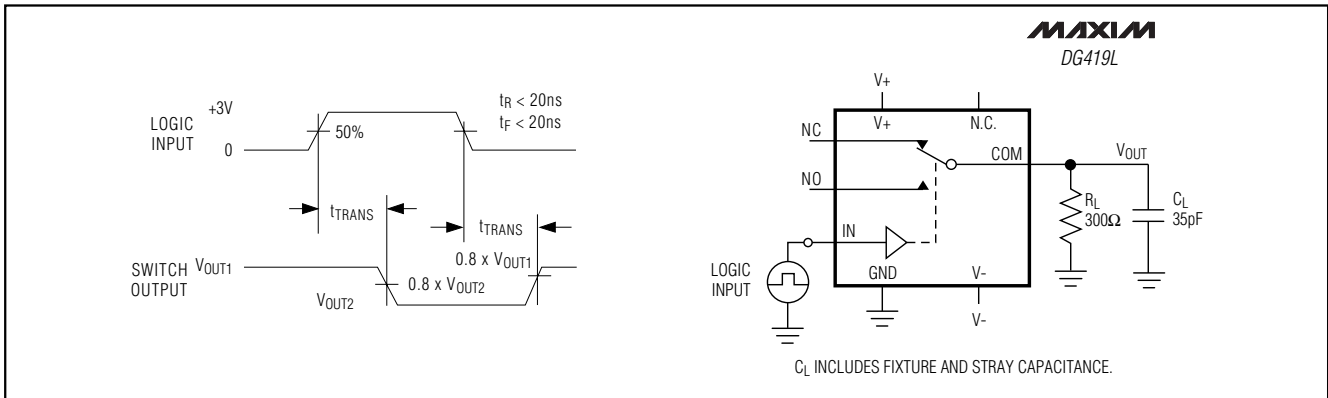 MAXIM
DG419L
LOGIC
INPUT
+3V
0
50%
tR < 20ns
tF < 20ns
tTRANS
tTRANS
SWITCH
OUTPUT
VOUT1
VOUT2
0.8 x VOUT2
0.8 x VOUT1
V+
V+
N.C.
NC
NO
COM
VOUT
RL
300Ω
CL
35pF
IN
GND
V-
V-
LOGIC
INPUT
CL INCLUDES FIXTURE AND STRAY CAPACITANCE.